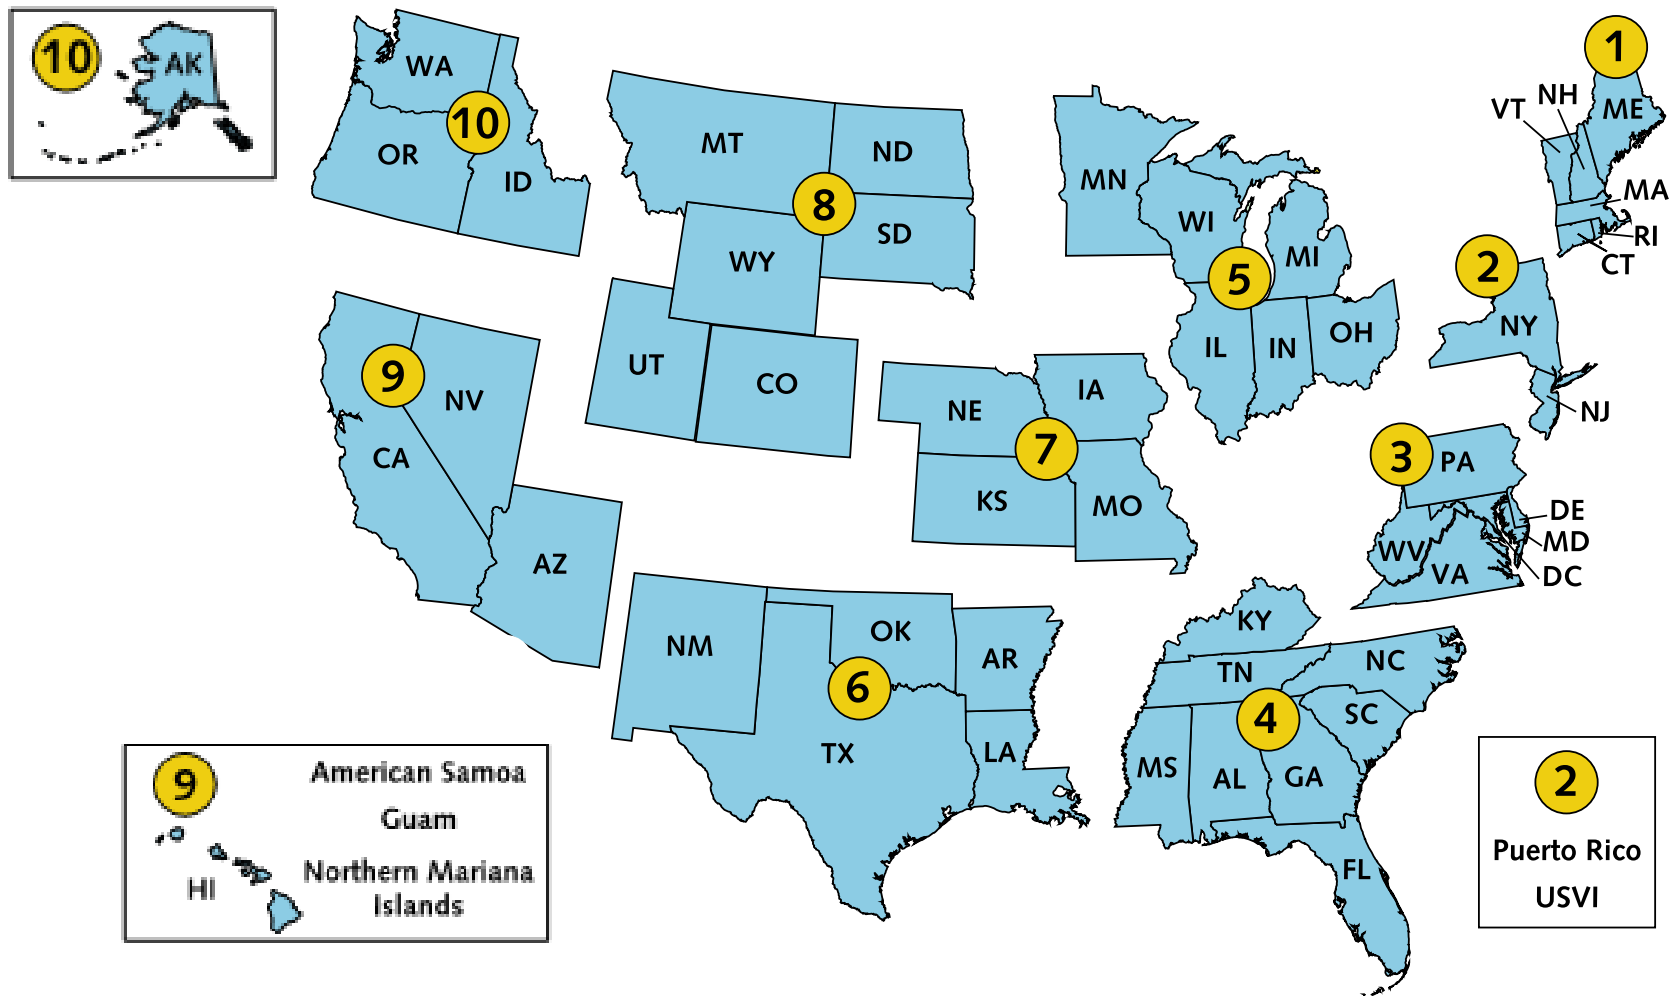 10
AK
WA
10
OR
ID
MT
ND
8
SD
WY
UT
CO
9
NV
CA
AZ
MN
WI
MI
5
IL
IN
OH
NE
IA
7
KS
MO
1
ME
NH
VT
MA
RI
CT
2
NY
NJ
3
PA
DE
MD
DC
WV
VA
NM
OK
AR
6
TX
LA
KY
TN
NC
4
SC
MS
AL
GA
FL
9
American Samoa
Guam
Northern Mariana
Islands
HI
2
Puerto Rico
USVI